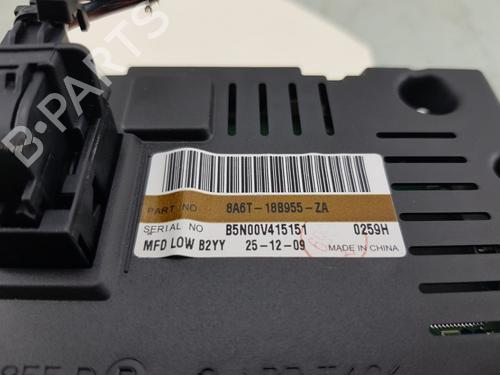 B-PARTS
PART NO 8A6T-18B955-ZA
SERIAL NO B5N00V415151 0259H
MFD LOW B2YY 25-12-09 MADE IN CHINA